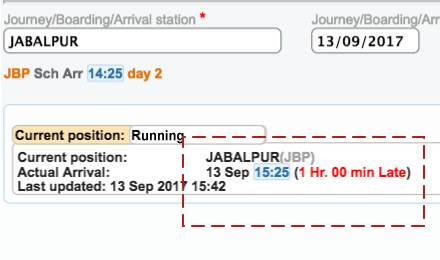 Journey/Boarding/Arrival station * Journey/Boarding/Arr
JABALPUR 13/09/2017
JBP Sch Arr 14:25 day 2
Current position: Running
Current position: JABALPUR(JBP)
Actual Arrival: 13 Sep 15:25 (1 Hr. 00 min Late)
Last updated: 13 Sep 2017 15:42